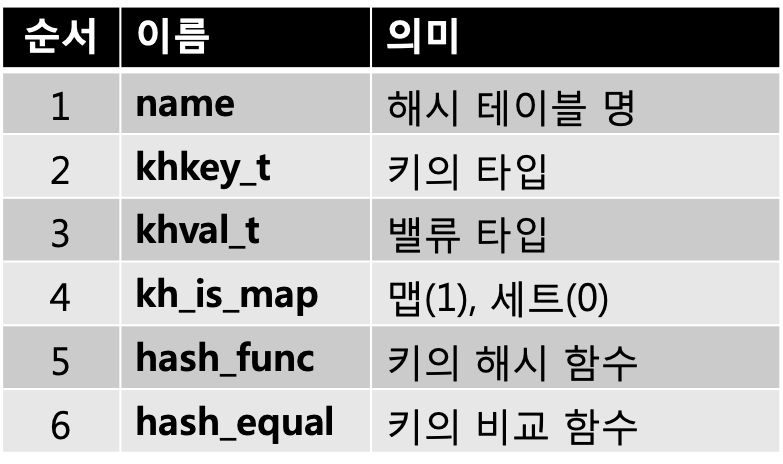 순서 이름 의미
1 name 해시 테이블 명
2 khkey_t 키의 타입
3 khval_t 밸류 타입
4 kh_is_map 맵(1), 세트(0)
5 hash_func 키의 해시 함수
6 hash_equal 키의 비교 함수